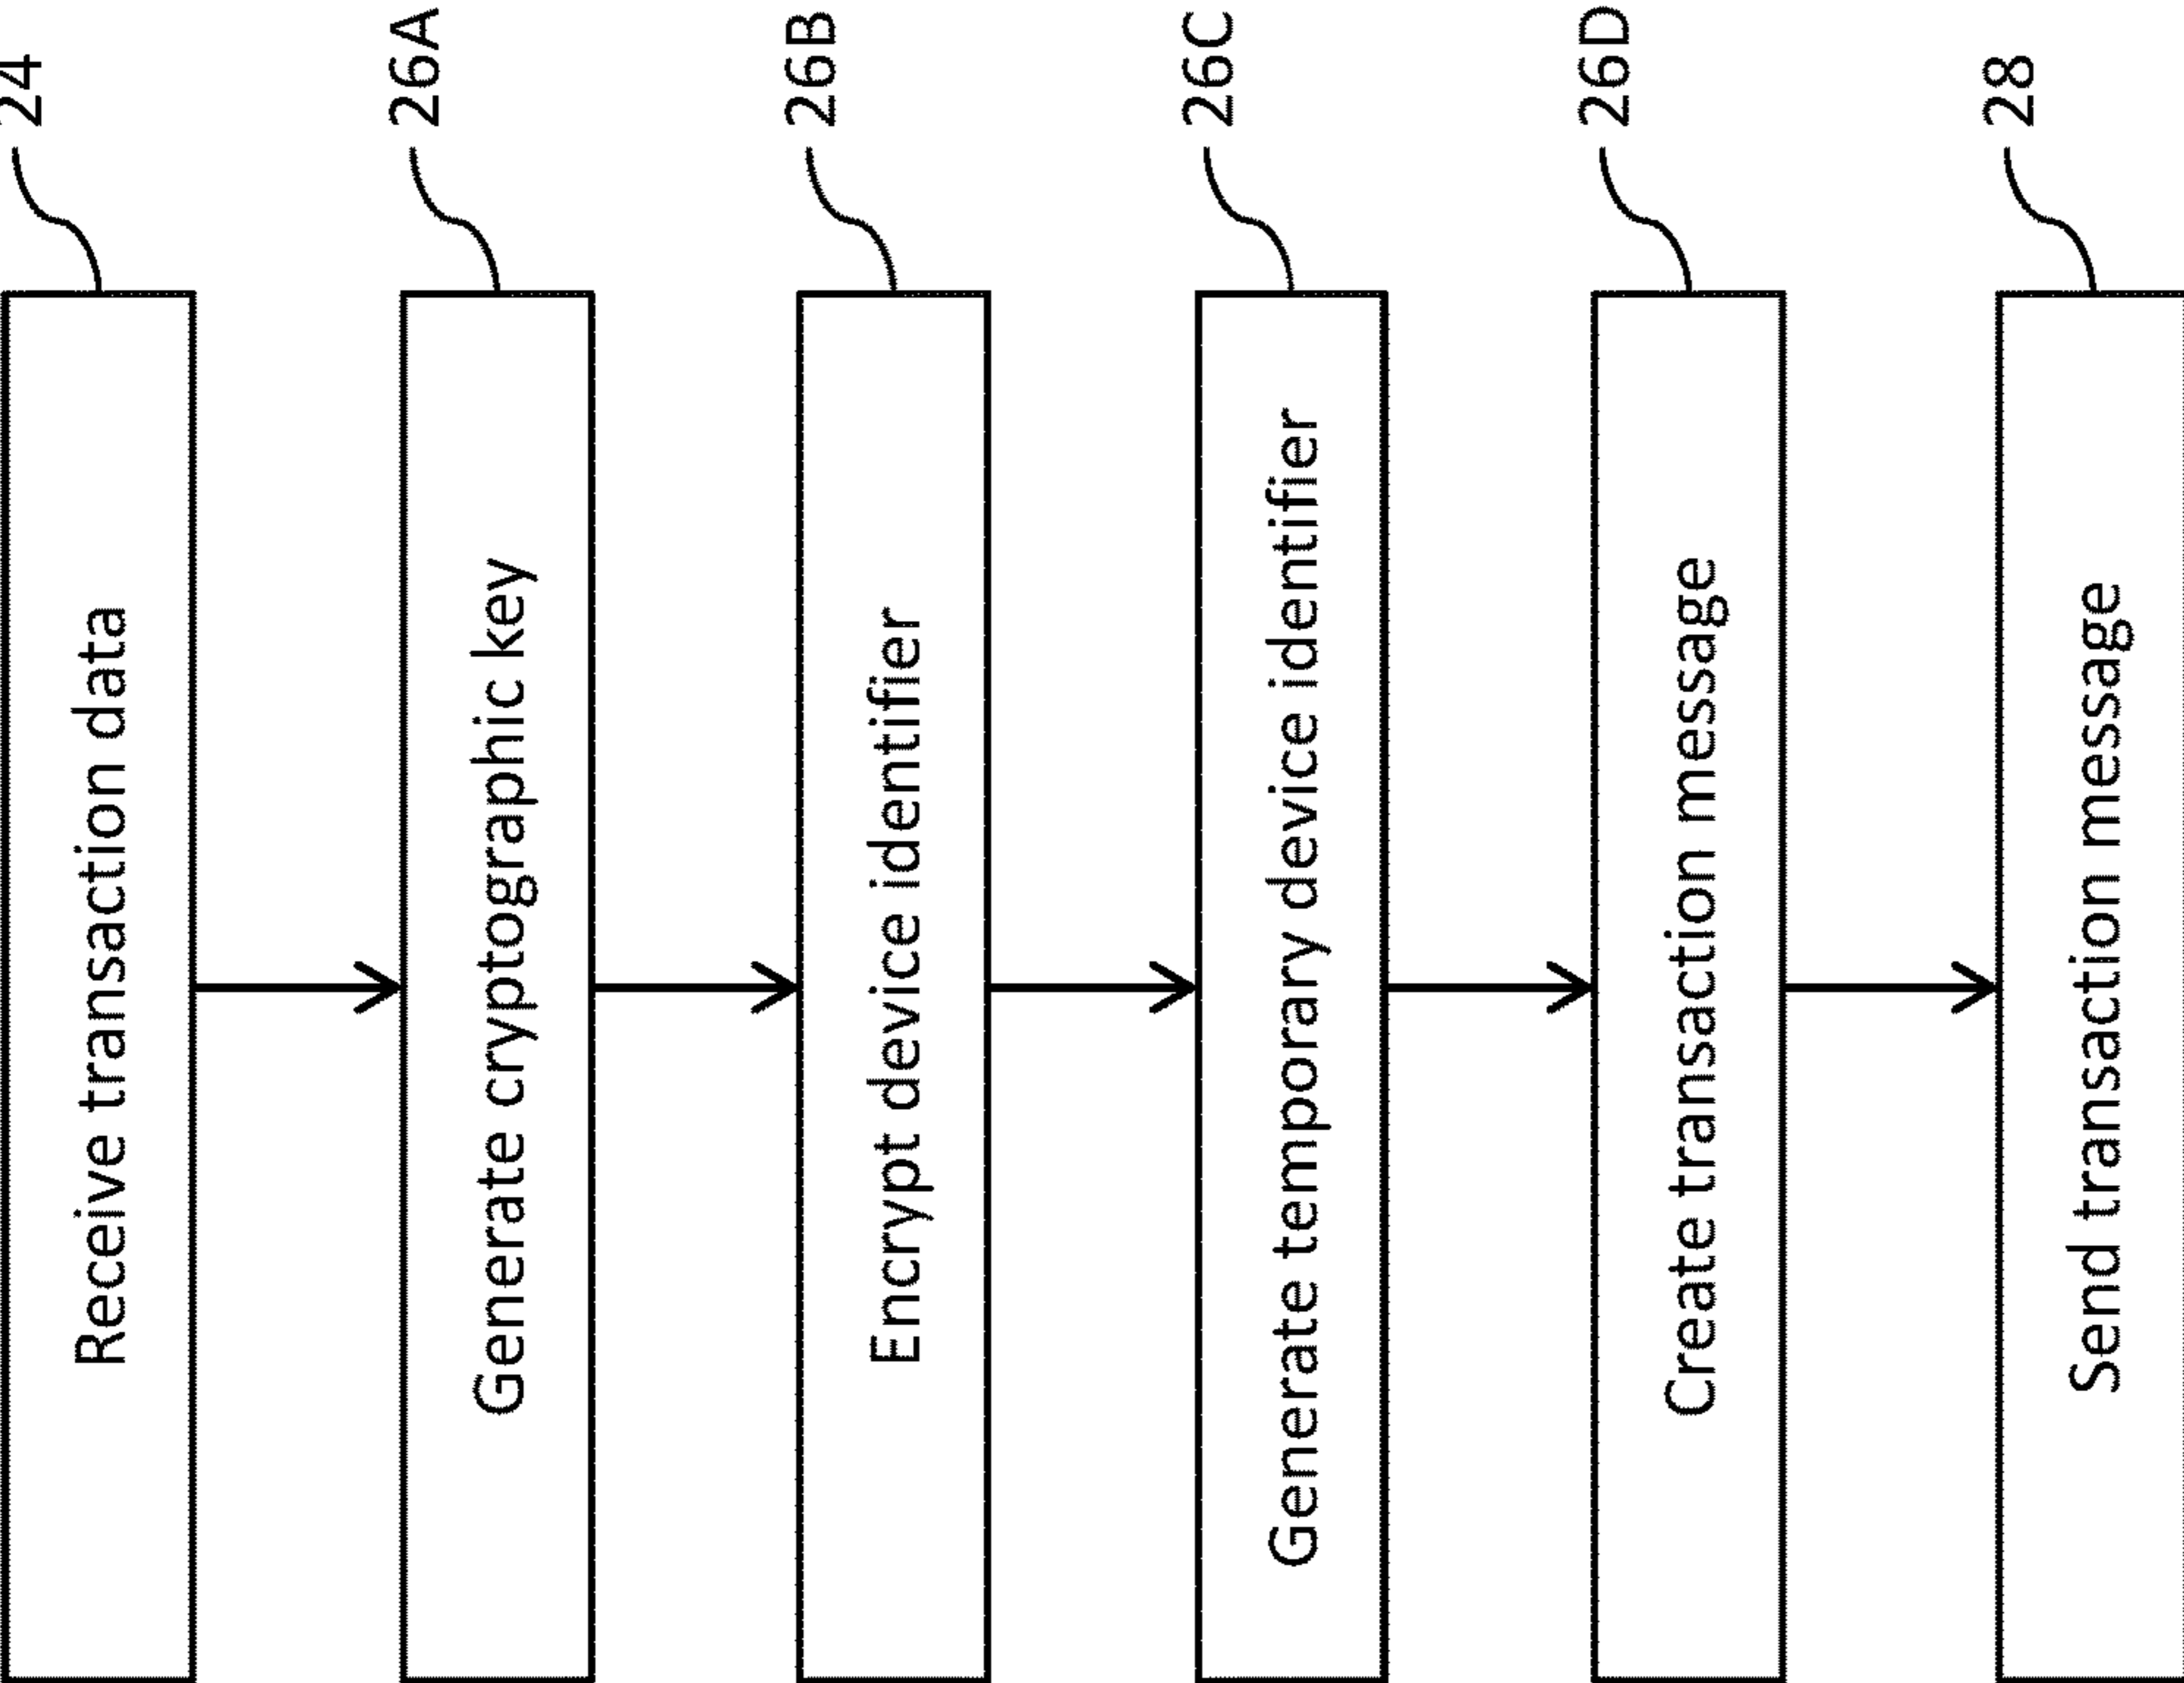 Receive transaction data
24
Generate cryptographic key
26A
Encrypt device identifier
26B
Generate temporary device identifier
26C
Create transaction message
26D
Send transaction message
28